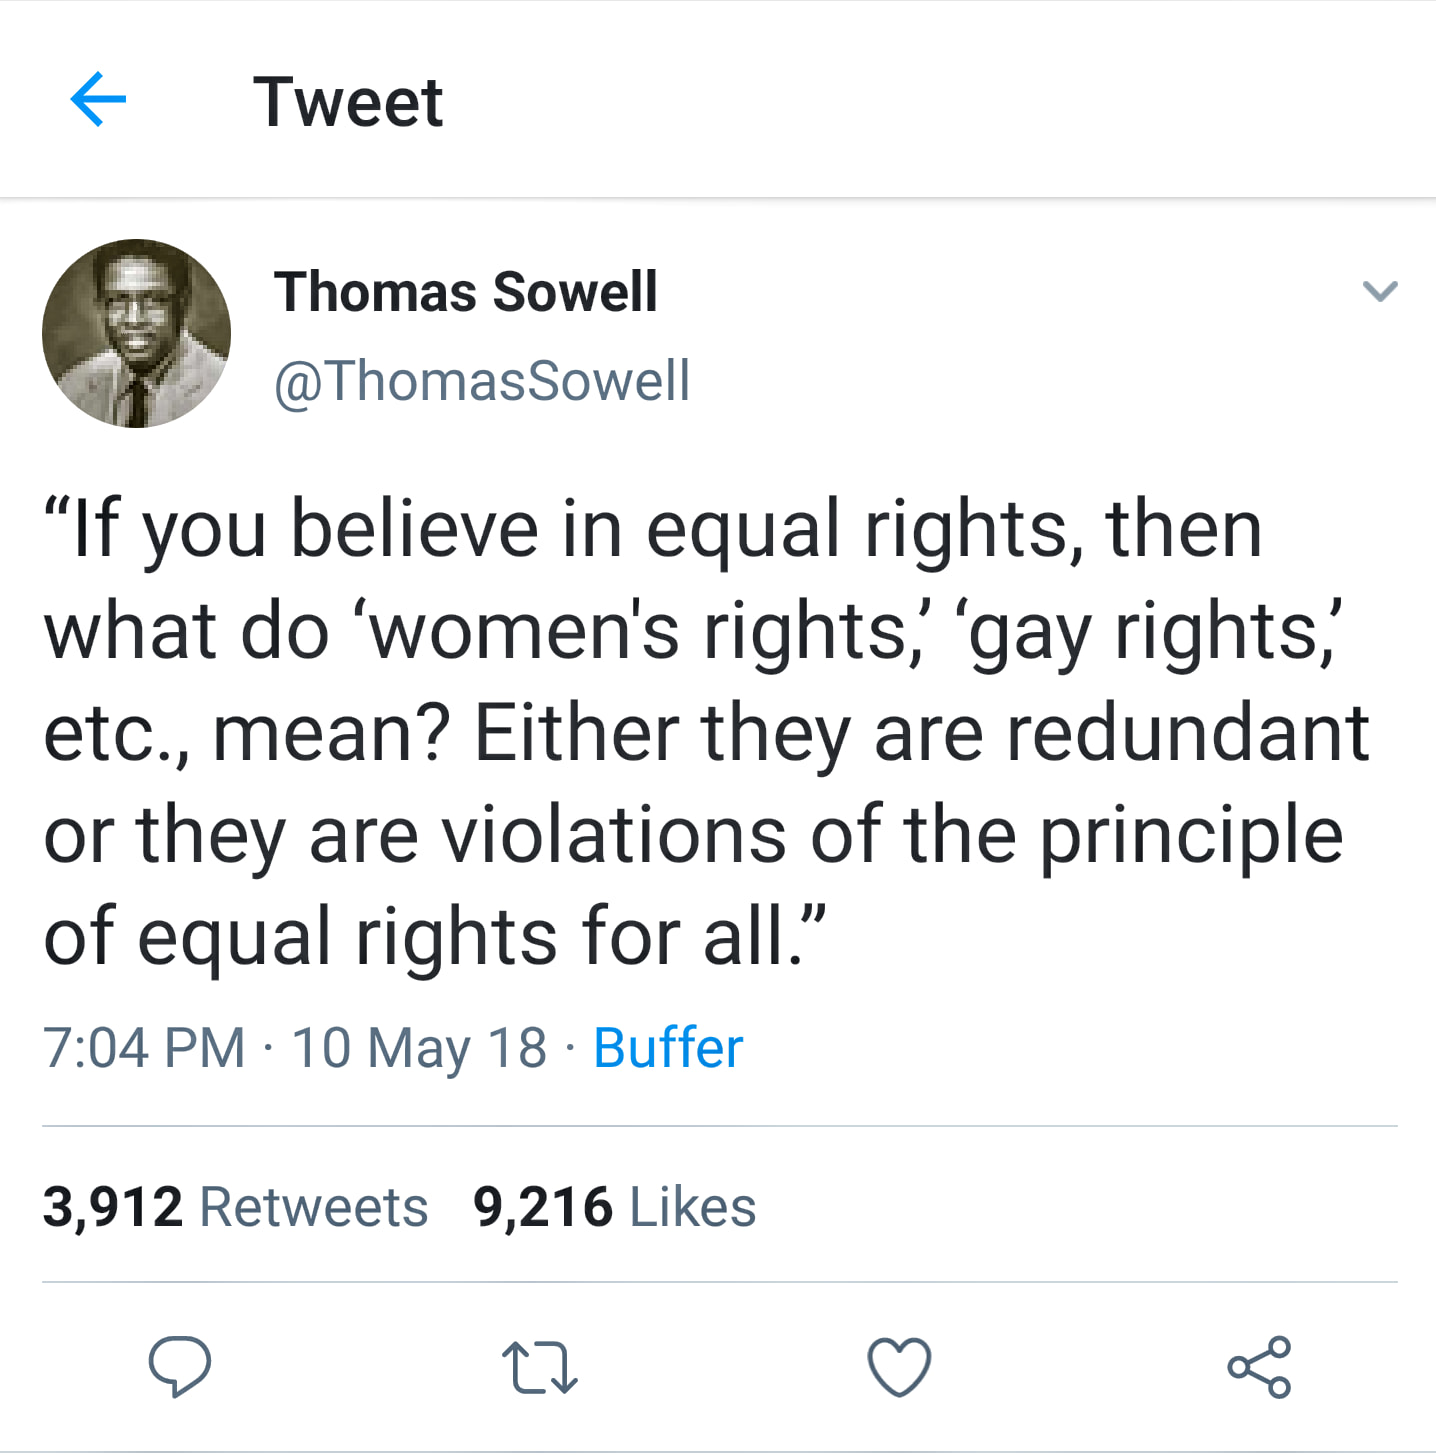 Tweet
Thomas Sowell
@ThomasSowell
“If you believe in equal rights, then
what do ‘women's rights,’ ‘gay rights,’
etc., mean? Either they are redundant
or they are violations of the principle
of equal rights for all.”
7:04 PM · 10 May 18 · Buffer
3,912 Retweets 9,216 Likes